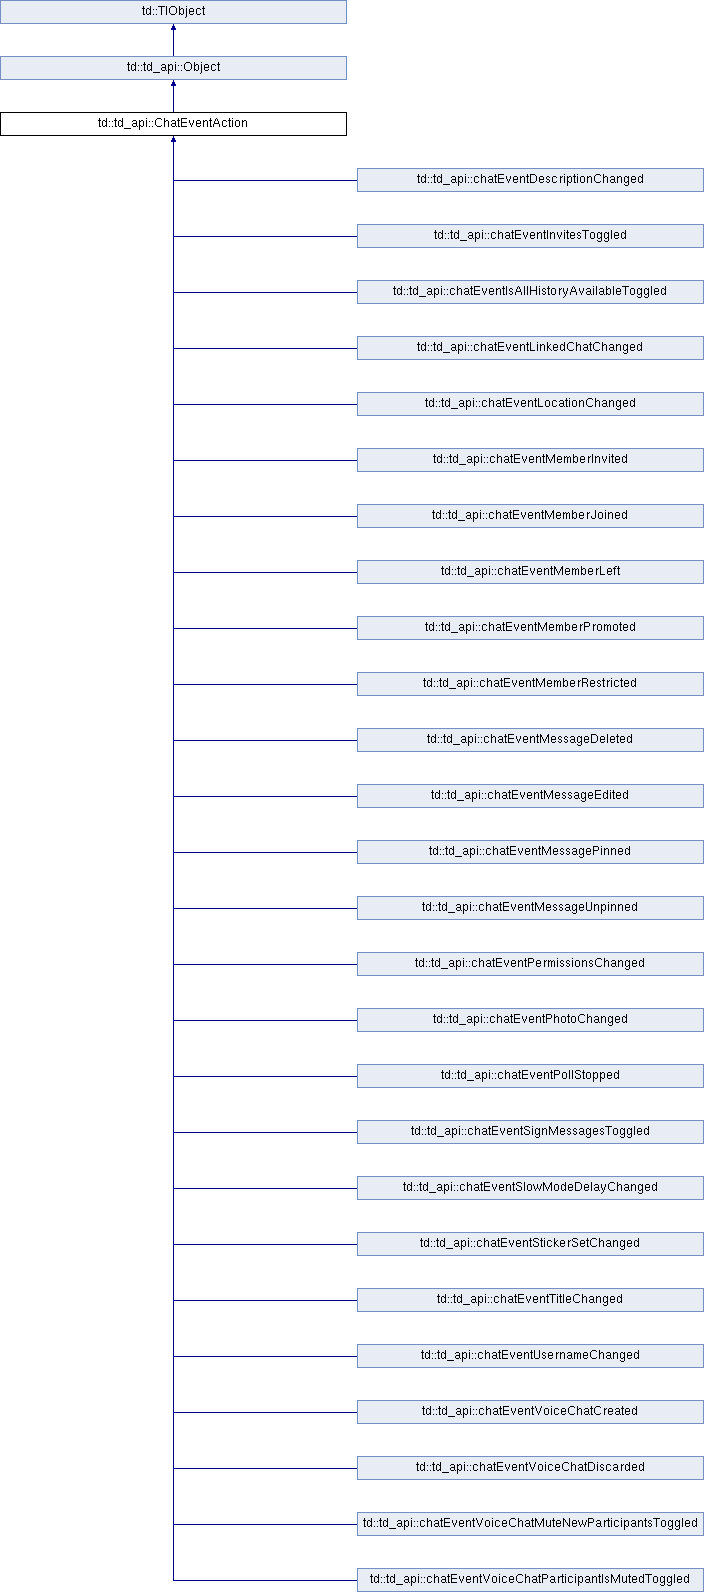 td::TlObject
td::td_api::Object
td::td_api::ChatEventAction
td::td_api::chatEventDescriptionChanged
td::td_api::chatEventInvitesToggled
td::td_api::chatEventIsAllHistoryAvailableToggled
td::td_api::chatEventLinkedChatChanged
td::td_api::chatEventLocationChanged
td::td_api::chatEventMemberInvited
td::td_api::chatEventMemberJoined
td::td_api::chatEventMemberLeft
td::td_api::chatEventMemberPromoted
td::td_api::chatEventMemberRestricted
td::td_api::chatEventMessageDeleted
td::td_api::chatEventMessageEdited
td::td_api::chatEventMessagePinned
td::td_api::chatEventMessageUnpinned
td::td_api::chatEventPermissionsChanged
td::td_api::chatEventPhotoChanged
td::td_api::chatEventPollStopped
td::td_api::chatEventSignMessagesToggled
td::td_api::chatEventSlowModeDelayChanged
td::td_api::chatEventStickerSetChanged
td::td_api::chatEventTitleChanged
td::td_api::chatEventUsernameChanged
td::td_api::chatEventVoiceChatCreated
td::td_api::chatEventVoiceChatDiscarded
td::td_api::chatEventVoiceChatMuteNewParticipantsToggled
td::td_api::chatEventVoiceChatParticipantIsMutedToggled